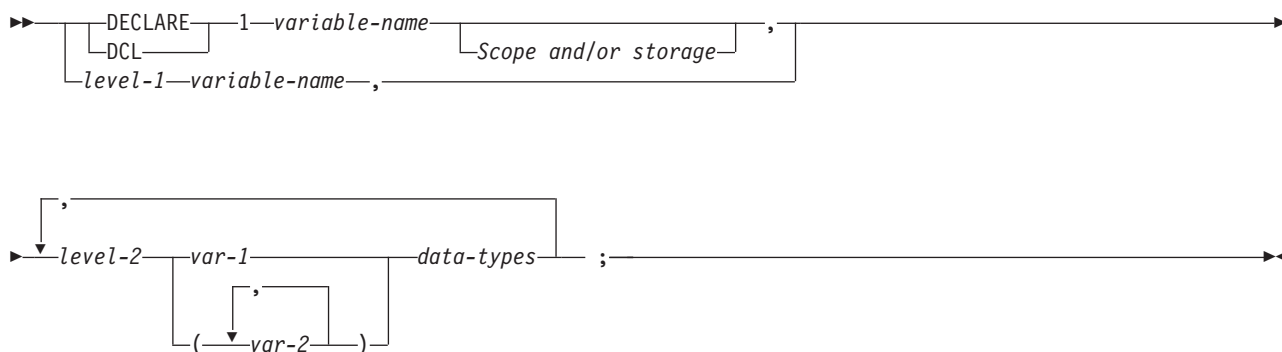 DECLARE 1 variable-name ,
DCL Scope and/or storage
level-1 variable-name ,
,
level-2 var-1 data-types ;
,
( var-2 )